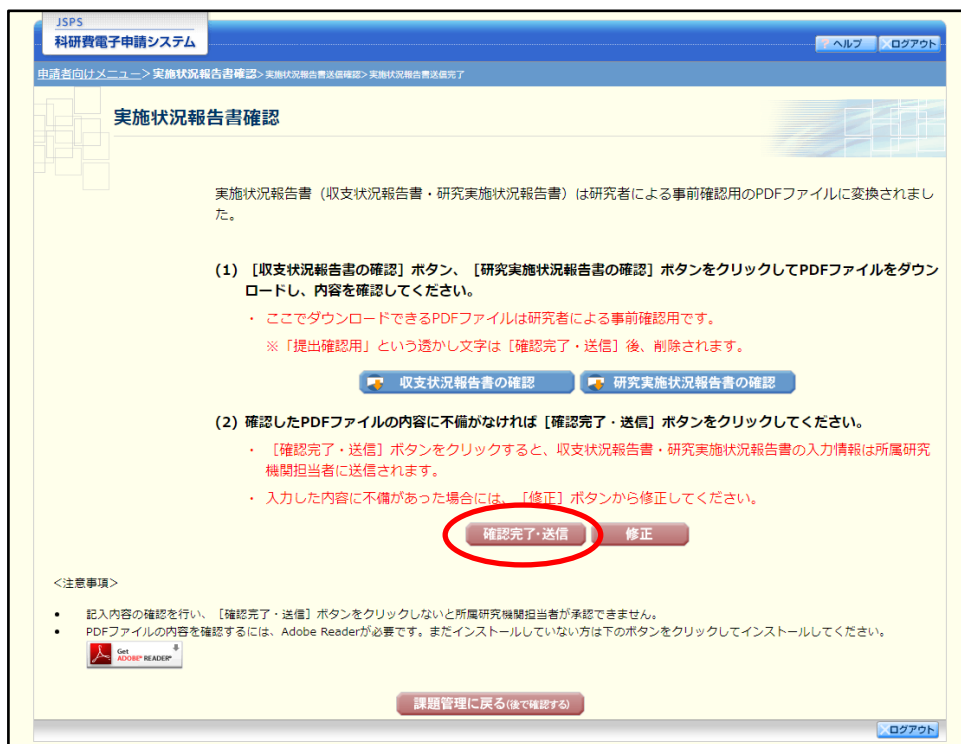 JSPS
科研費電子申請システム
? ヘルプ
ログアウト
申請者向けメニュー>実施状況報告書確認>実施状況報告書送信確認>実施状況報告書送信完了
実施状況報告書確認
実施状況報告書（収支状況報告書・研究実施状況報告書）は研究者による事前確認用のPDFファイルに変換されまし
た。
(1) ［収支状況報告書の確認］ボタン、［研究実施状況報告書の確認］ボタンをクリックしてPDFファイルをダウン
ロードし、内容を確認してください。
・ ここでダウンロードできるPDFファイルは研究者による事前確認用です。
※「提出確認用」という透かし文字は［確認完了・送信］後、削除されます。
収支状況報告書の確認
研究実施状況報告書の確認
(2) 確認したPDFファイルの内容に不備がなければ［確認完了・送信］ボタンをクリックしてください。
・ ［確認完了・送信］ボタンをクリックすると、収支状況報告書・研究実施状況報告書の入力情報は所属研究
機関担当者に送信されます。
・ 入力した内容に不備があった場合には、［修正］ボタンから修正してください。
確認完了・送信
修正
<注意事項>
• 記入内容の確認を行い、［確認完了・送信］ボタンをクリックしないと所属研究機関担当者が承認できません。
• PDFファイルの内容を確認するには、Adobe Readerが必要です。まだインストールしていない方は下のボタンをクリックしてインストールしてください。
Get
ADOBE® READER®
課題管理に戻る(後で確認する)
ログアウト